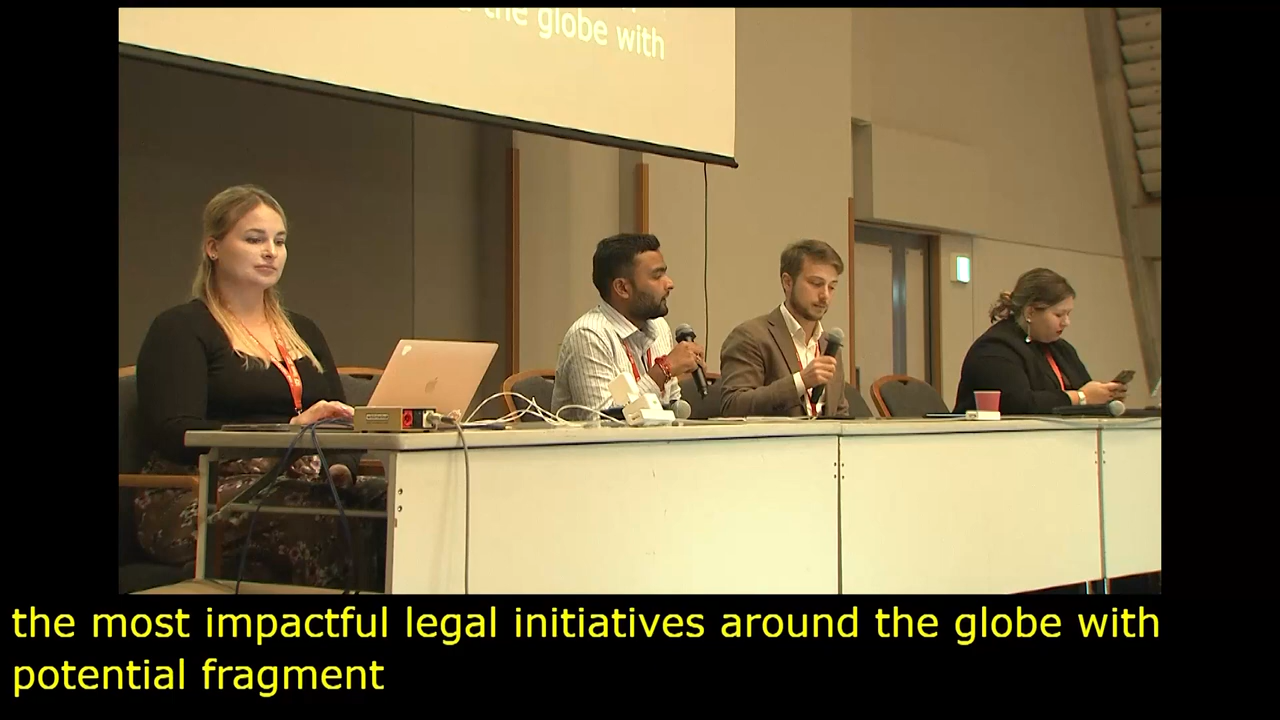 the globe with
the most impactful legal initiatives around the globe with
potential fragment